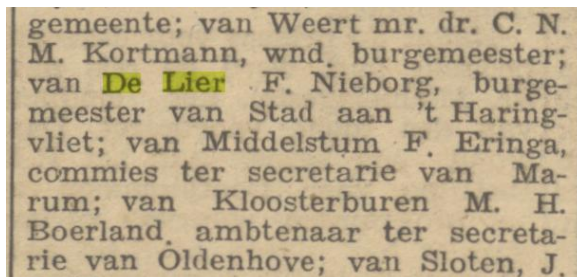 gemeente; van Weert mr. dr. C. N.
M. Kortmann, wnd. burgemeester;
van De Lier F. Nieborg, burge-
meester van Stad aan 't Haring-
vliet; van Middelstum F. Eringa,
commies ter secretarie van Ma-
rum; van Kloosterburen M. H.
Boerland. ambtenaar ter secreta-
rie van Oldenhove; van Sloten, J.